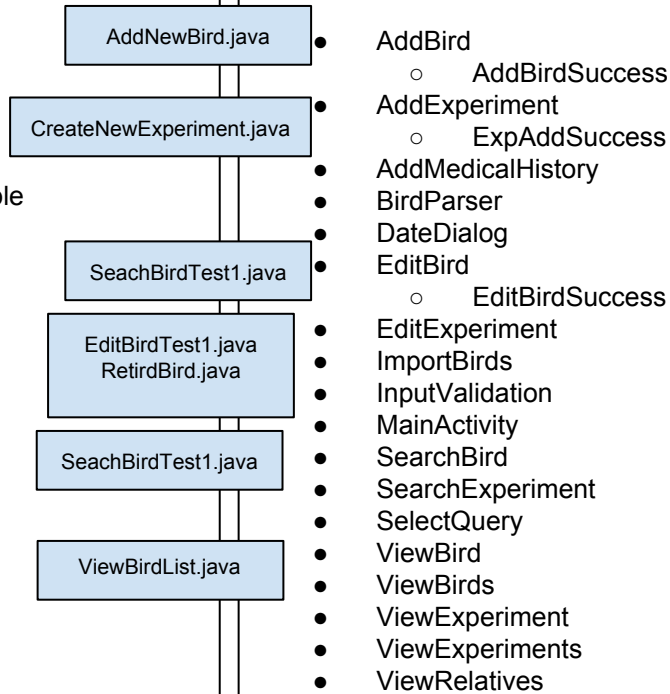 AddNewBird.java
CreateNewExperiment.java
ple
SeachBirdTest1.java
EditBirdTest1.java
RetirdBird.java
SeachBirdTest1.java
ViewBirdList.java
● AddBird
○ AddBirdSuccess
● AddExperiment
○ ExpAddSuccess
● AddMedicalHistory
● BirdParser
● DateDialog
● EditBird
○ EditBirdSuccess
● EditExperiment
● ImportBirds
● InputValidation
● MainActivity
● SearchBird
● SearchExperiment
● SelectQuery
● ViewBird
● ViewBirds
● ViewExperiment
● ViewExperiments
● ViewRelatives